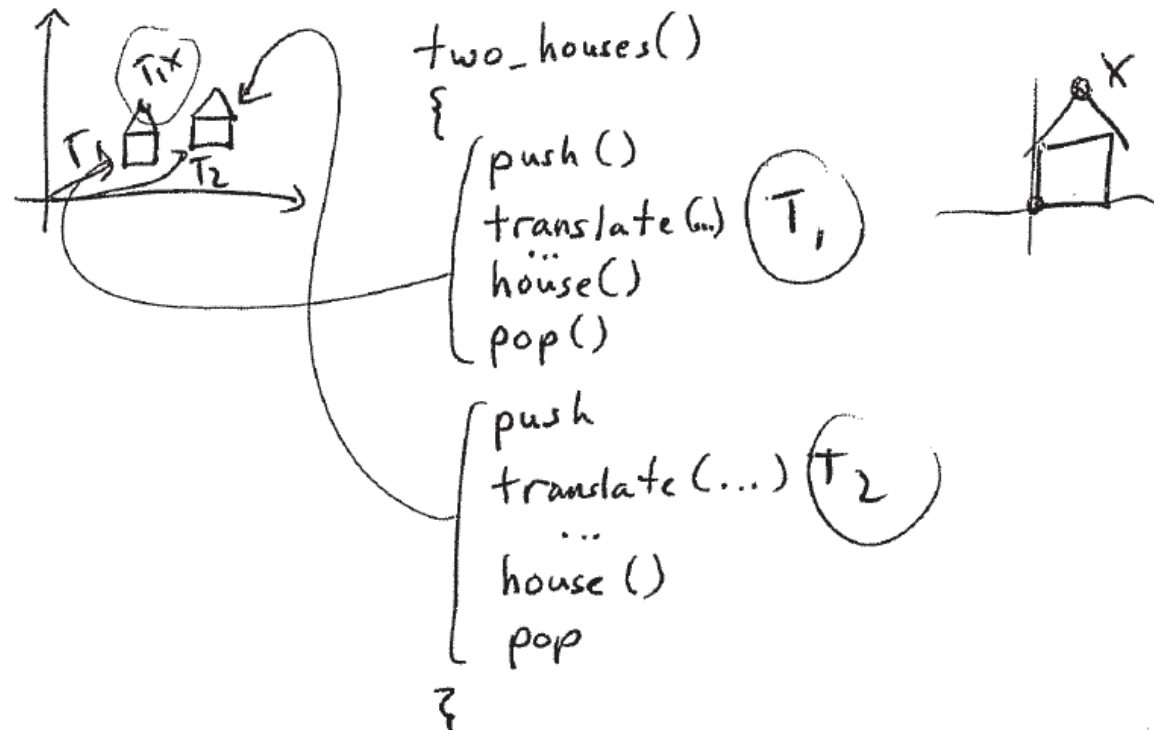 T₁x
T₁
T₂
two_houses()
{
push()
translate(...)
T₁
...
house()
pop()
push
translate(...)
T₂
...
house()
pop
}
x